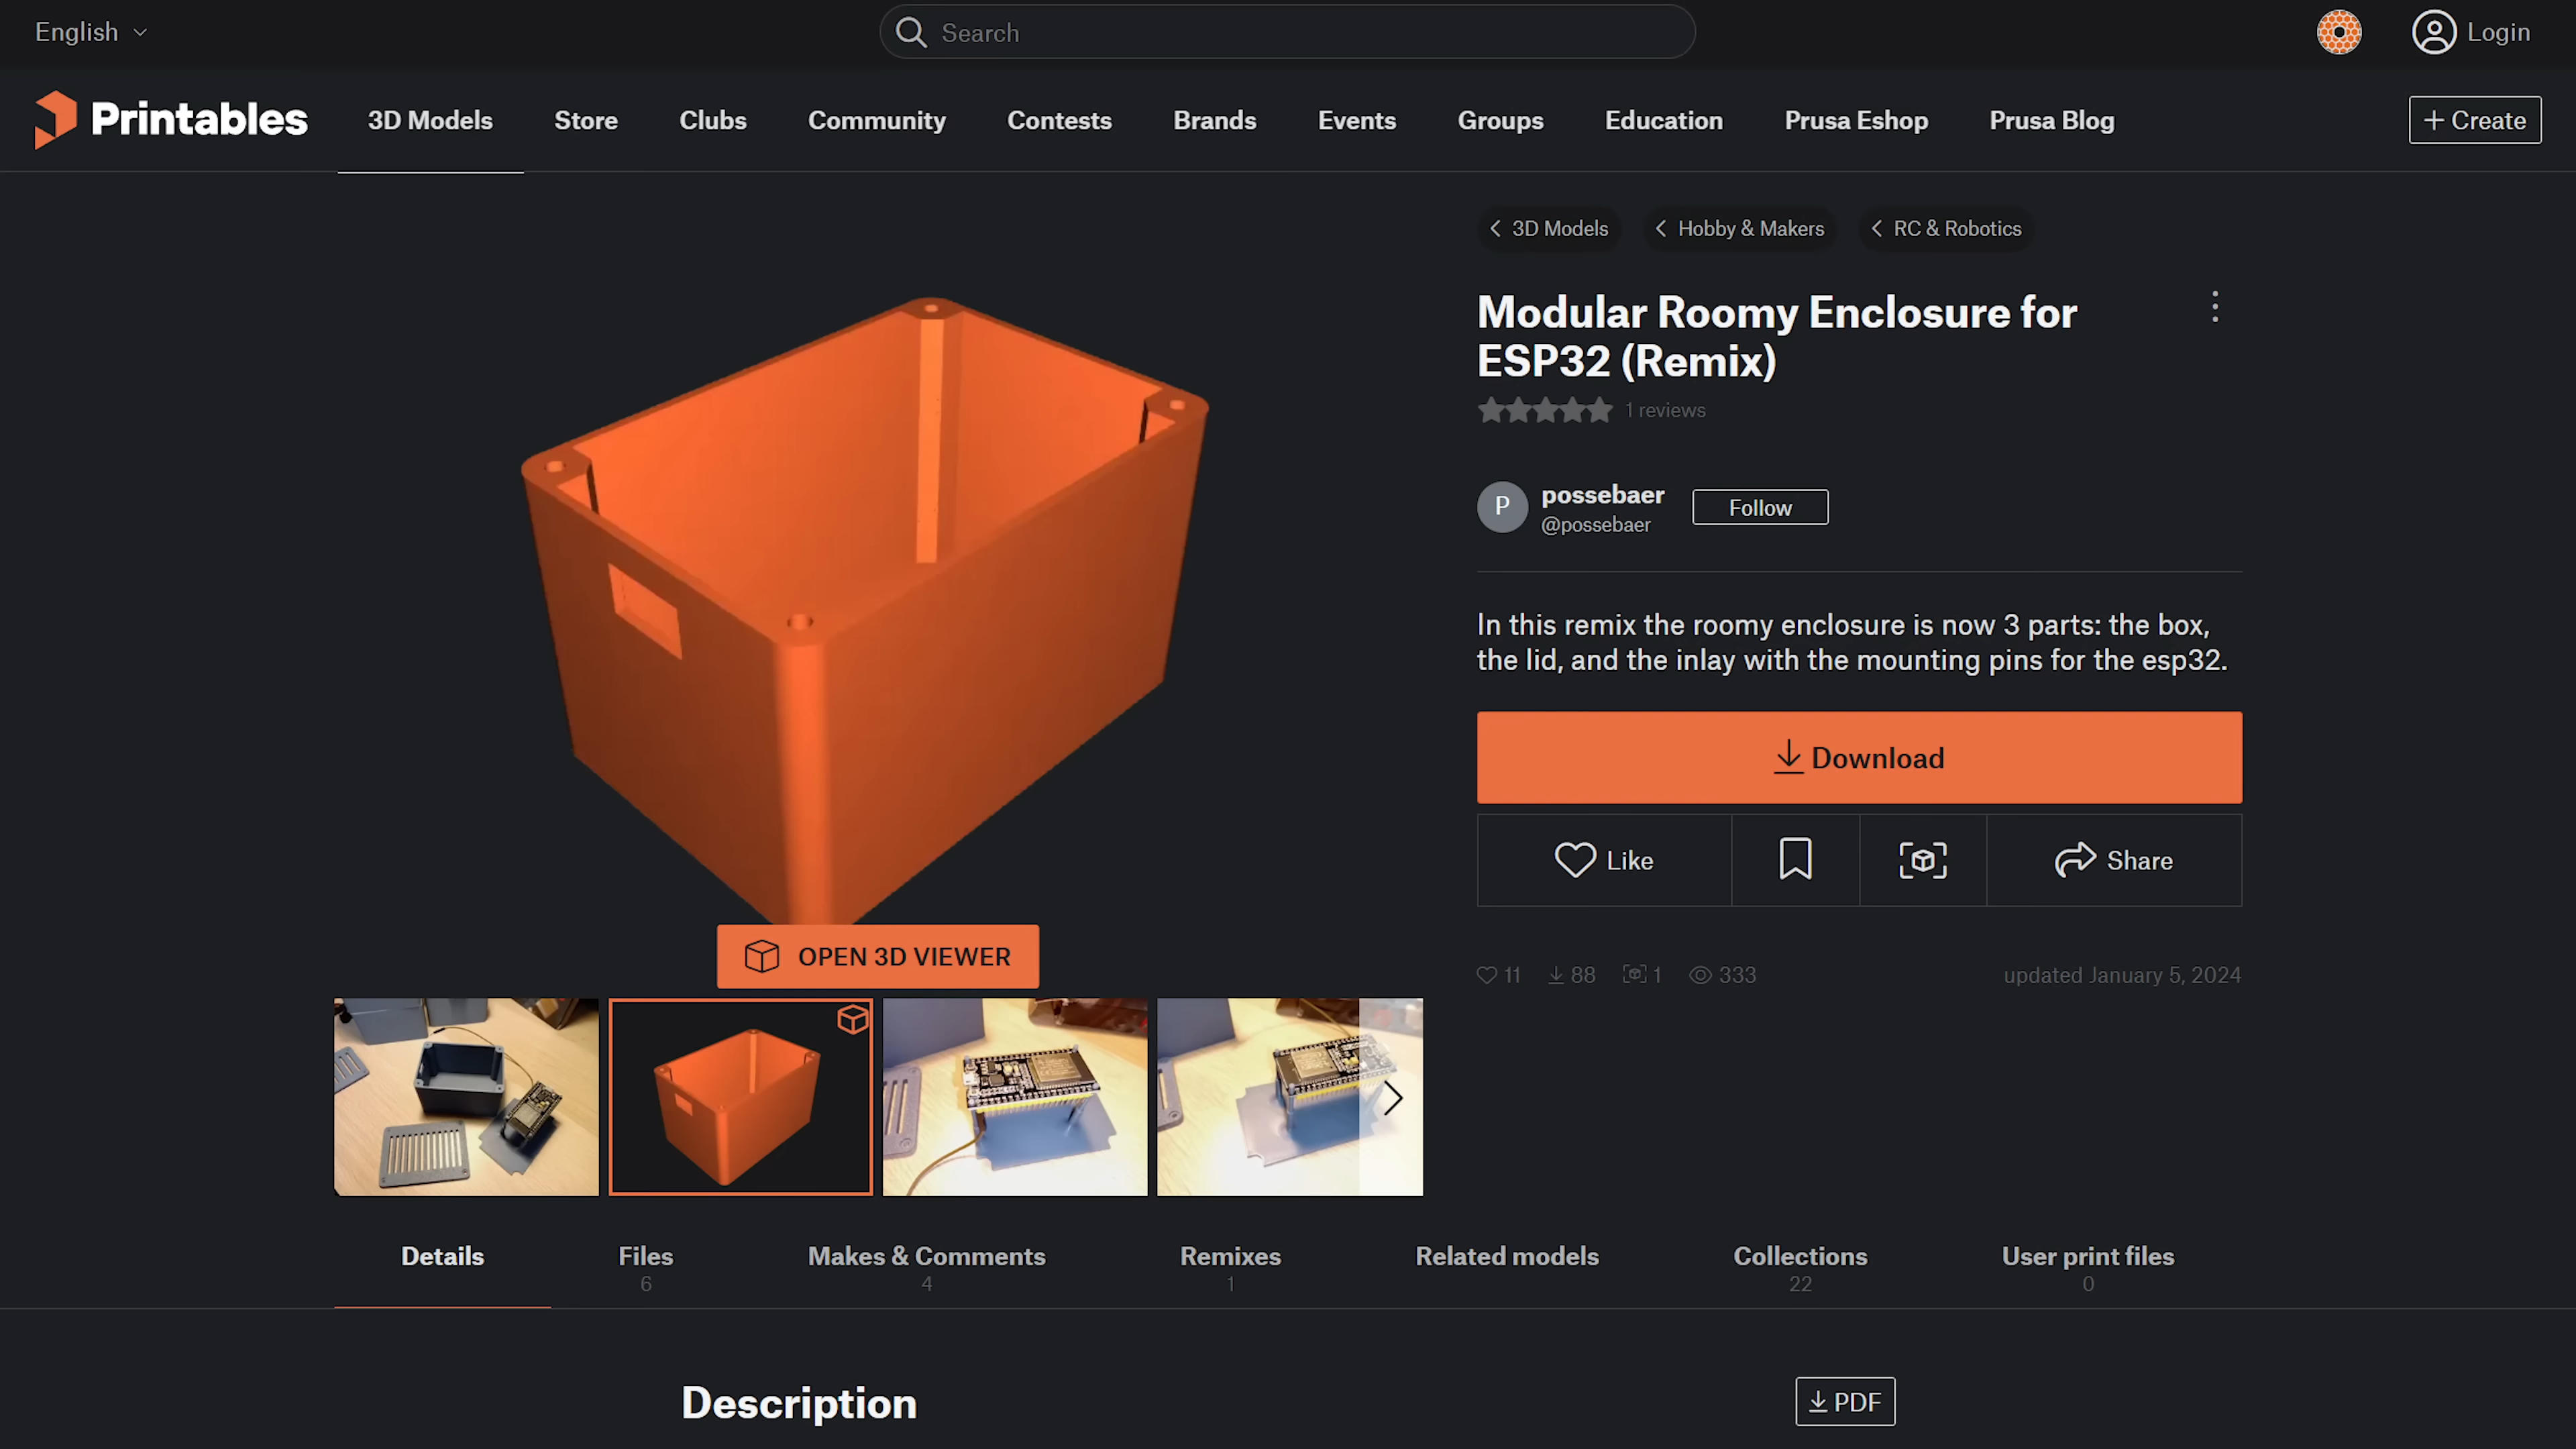 English
Search
Login
Printables
3D Models
Store
Clubs
Community
Contests
Brands
Events
Groups
Education
Prusa Eshop
Prusa Blog
+ Create
3D Models
Hobby & Makers
RC & Robotics
Modular Roomy Enclosure for
ESP32 (Remix)
1 reviews
P
possebaer
@possebaer
Follow
In this remix the roomy enclosure is now 3 parts: the box,
the lid, and the inlay with the mounting pins for the esp32.
Download
Like
Share
11
88
1
333
updated January 5, 2024
OPEN 3D VIEWER
Details
Files
6
Makes & Comments
4
Remixes
1
Related models
Collections
22
User print files
0
Description
PDF